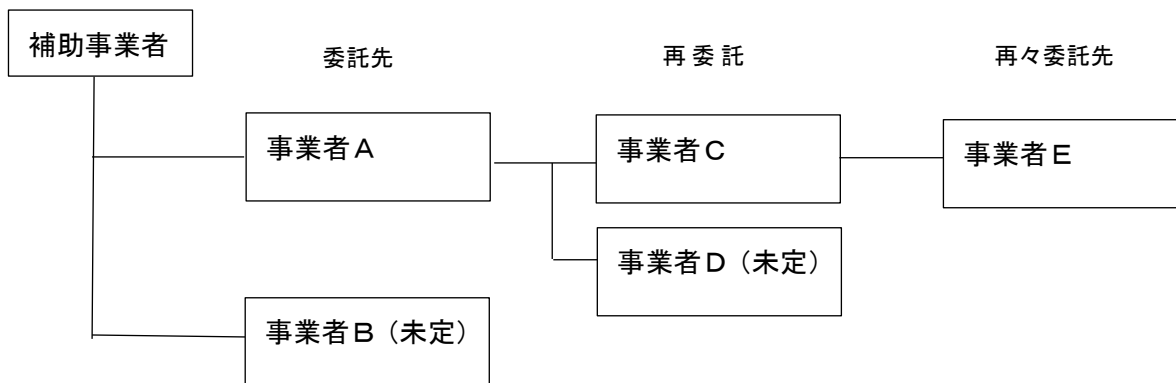 補助事業者
委託先
再委託
再々委託先
事業者A
事業者C
事業者E
事業者D（未定）
事業者B（未定）